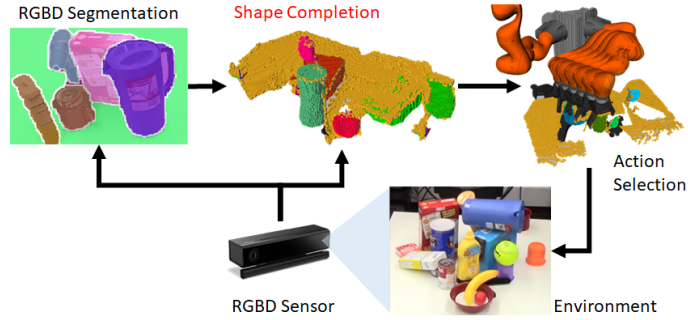 RGBD Segmentation
Shape Completion
Action
Selection
RGBD Sensor
Environment